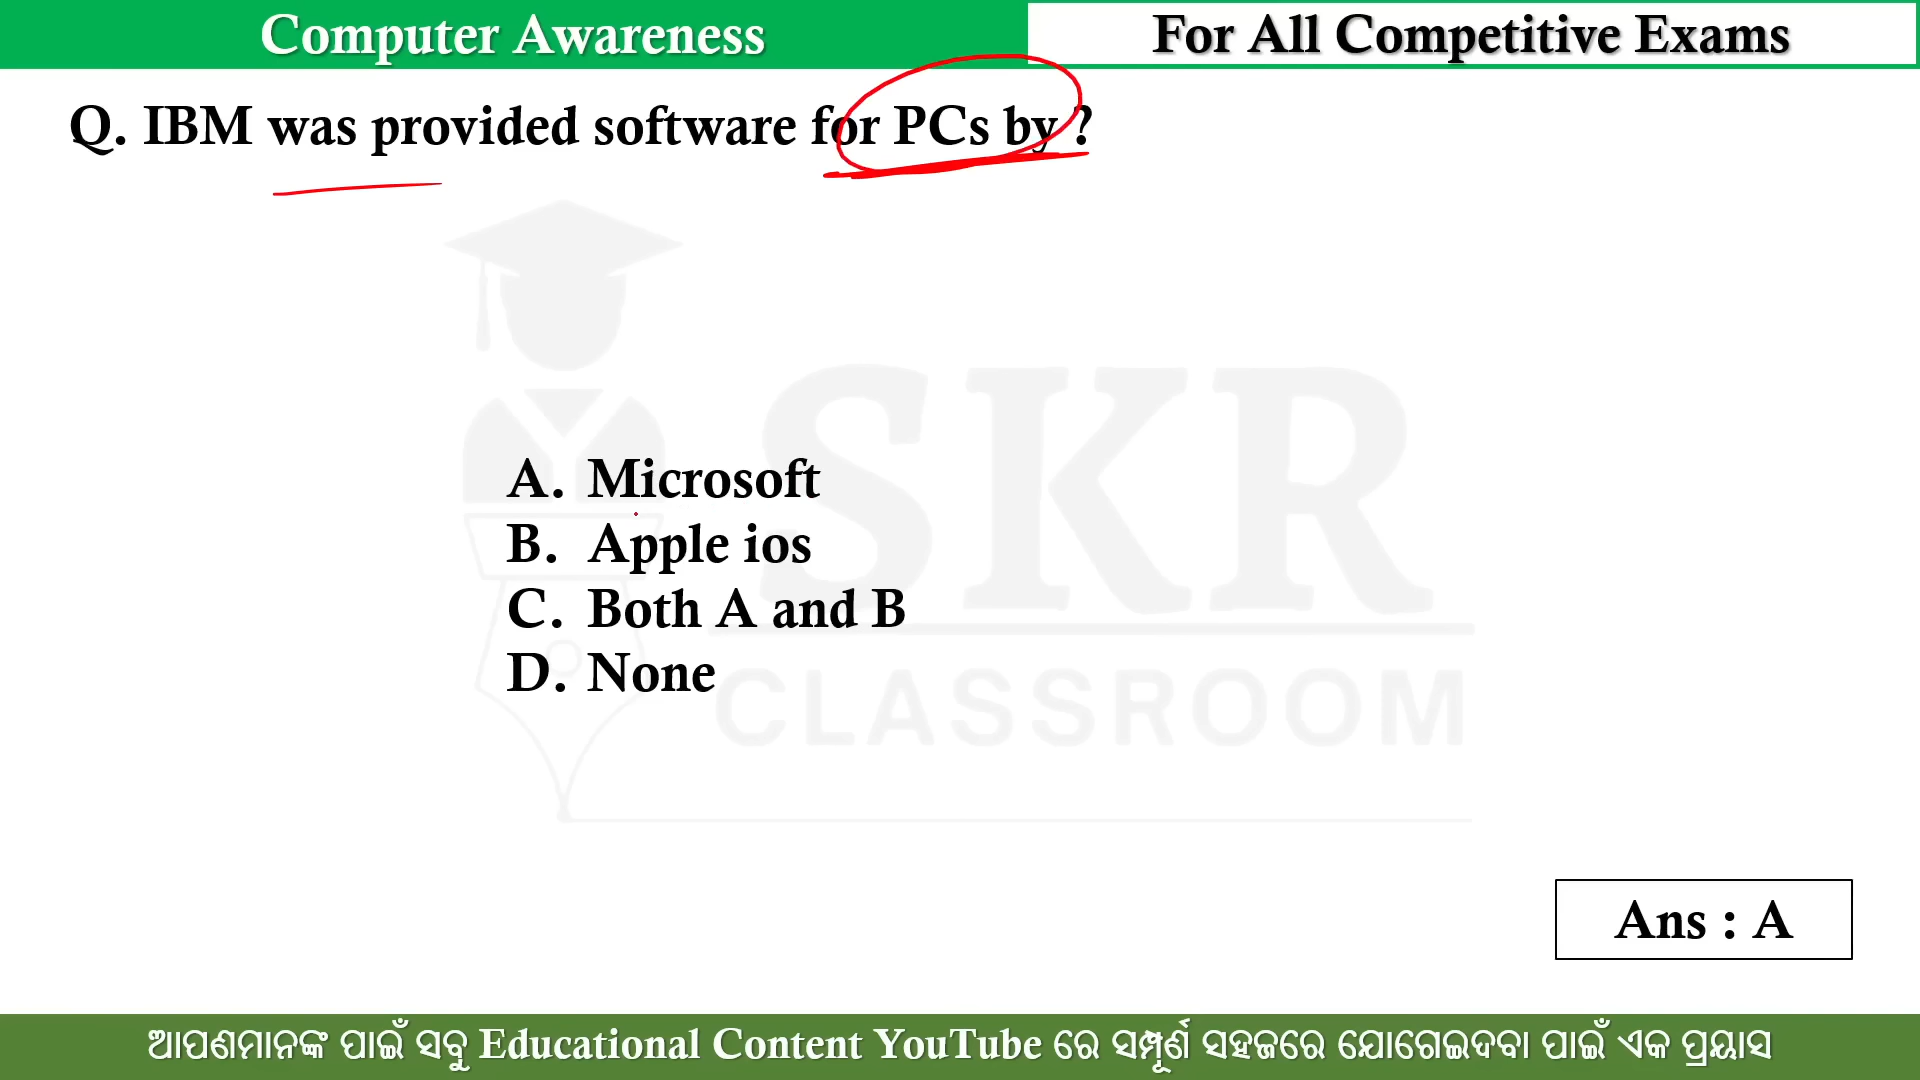 Computer Awareness
For All Competitive Exams
Q. IBM was provided software for PCs by ?
A. Microsoft
B. Apple ios
C. Both A and B
D. None
SKR
CLASSROOM
Ans : A
ଆପଣମାନଙ୍କ ପାଇଁ ସବୁ Educational Content YouTube ରେ ସମ୍ପୂର୍ଣ ସହଜରେ ଯୋଗେଇଦବା ପାଇଁ ଏକ ପ୍ରୟାସ